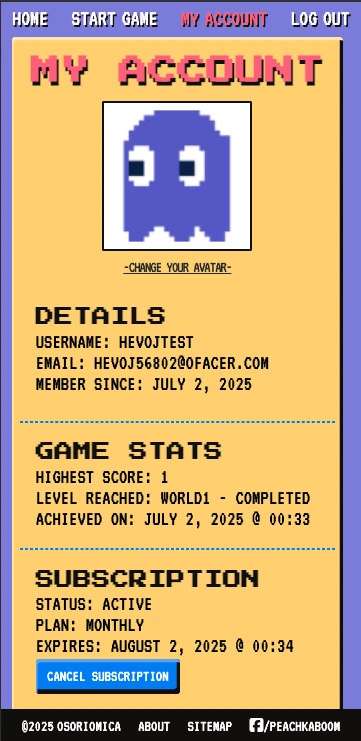 HOME START GAME MY ACCOUNT LOG OUT
MY ACCOUNT
-CHANGE YOUR AVATAR-
DETAILS
USERNAME: HEVOJTEST
EMAIL: HEVOJ56802@OFACER.COM
MEMBER SINCE: JULY 2, 2025
GAME STATS
HIGHEST SCORE: 1
LEVEL REACHED: WORLD1 - COMPLETED
ACHIEVED ON: JULY 2, 2025 @ 00:33
SUBSCRIPTION
STATUS: ACTIVE
PLAN: MONTHLY
EXPIRES: AUGUST 2, 2025 @ 00:34
CANCEL SUBSCRIPTION
©2025 OSORIOMICA ABOUT SITEMAP /PEACHKABOOM